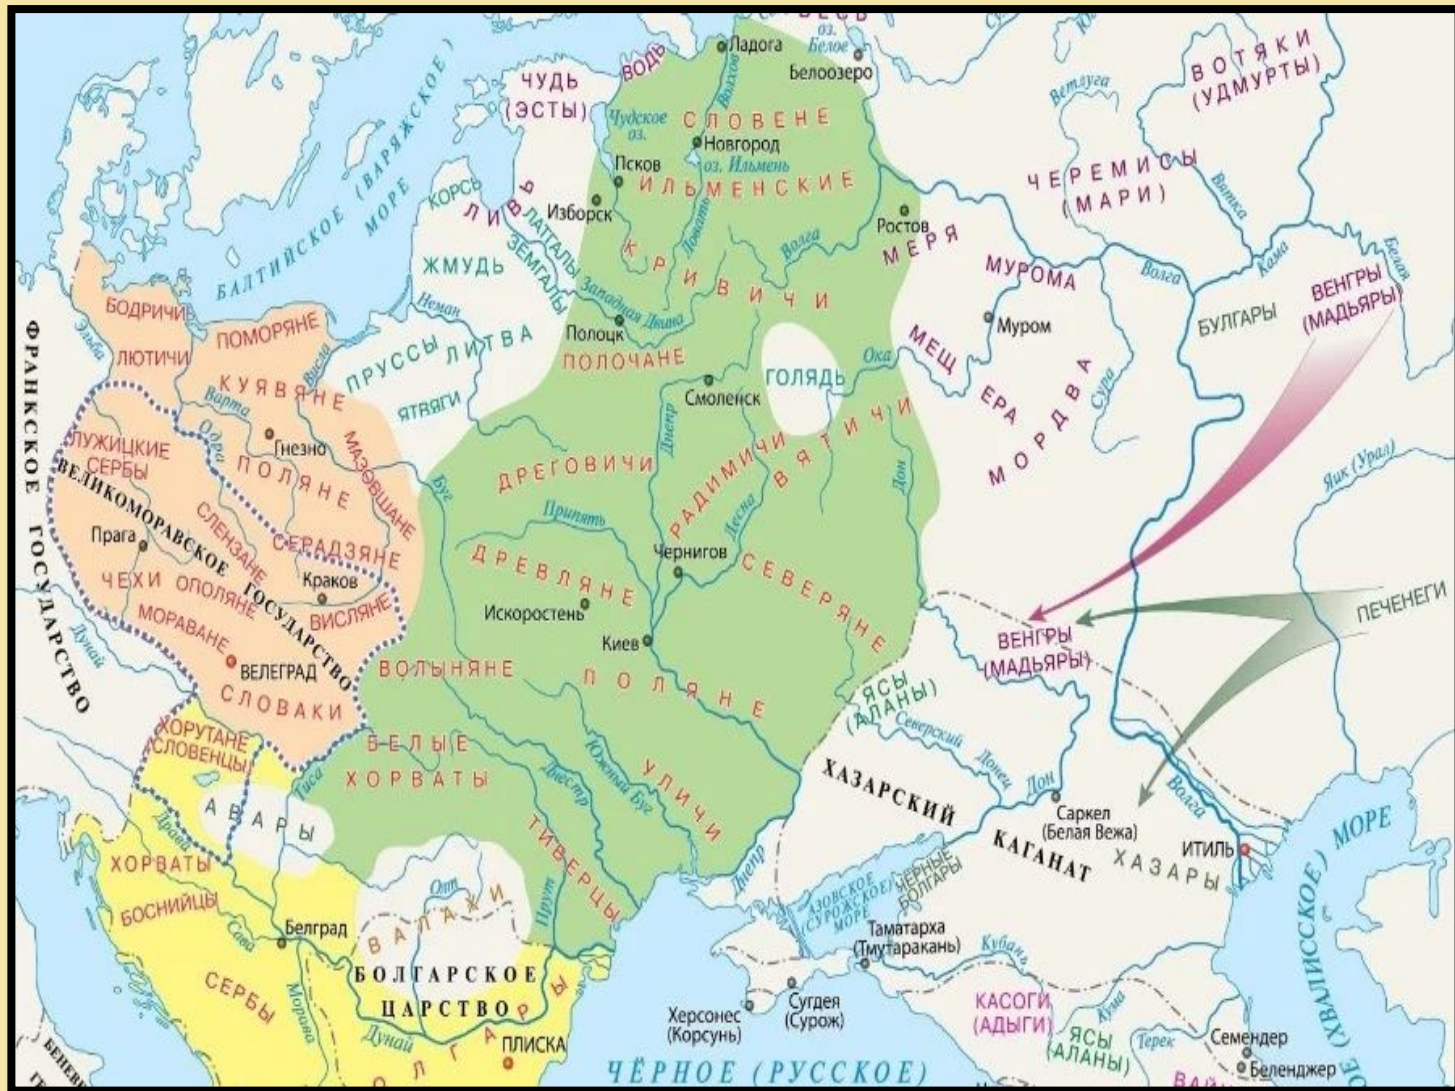 ВЕСЬ
оз.
Белое
Ладога
Белоозеро
ВОДЬ
ЧУДЬ
(ЭСТЫ)
Волхов
ВОТЯКИ
(УДМУРТЫ)
Ветлуга
Чудское
оз.
СЛОВЕНЕ
Новгород
оз. Ильмень
Псков
ИЛЬМЕНСКИЕ
Изборск
Ловать
Ростов
ЧЕРЕМИСЫ
(МАРИ)
Вятка
БАЛТИЙСКОЕ (ВАРЯЖСКОЕ)
МОРЕ
КОРСЬ
ЛИВЬ
ЛАТГАЛЫ
ЗЕМГАЛЫ
ЖМУДЬ
КРИВИЧИ
Волга
МЕРЯ
МУРОМА
Волга
Кама
Белая
ВЕНГРЫ
(МАДЬЯРЫ)
БУЛГАРЫ
Муром
Неман
Западная Двина
Полоцк
ПОЛОЧАНЕ
ЛИТВА
ПРУССЫ
ЯТВЯГИ
Смоленск
ГОЛЯДЬ
Ока
МЕЩЕРА
МОРДВА
Сура
БОДРИЧИ
Эльба
ЛЮТИЧИ
ПОМОРЯНЕ
Висла
КУЯВЯНЕ
Варта
Гнезно
Одра
МАЗОВШАНЕ
ПОЛЯНЕ
ФРАНКСКОЕ ГОСУДАРСТВО
ЛУЖИЦКИЕ
СЕРБЫ
ВЕЛИКОМОРАВСКОЕ ГОСУДАРСТВО
СЛЕНЗАНЕ
СЕРАДЗЯНЕ
Прага
Краков
ЧЕХИ
ОПОЛЯНЕ
ВИСЛЯНЕ
МОРАВАНЕ
ВЕЛЕГРАД
СЛОВАКИ
Дунай
Буг
Днепр
ДРЕГОВИЧИ
РАДИМИЧИ
ВЯТИЧИ
Дон
Десна
Припять
ДРЕВЛЯНЕ
Чернигов
СЕВЕРЯНЕ
Искоростень
Киев
ВОЛЫНЯНЕ
ПОЛЯНЕ
Яик (Урал)
ПЕЧЕНЕГИ
ВЕНГРЫ
(МАДЬЯРЫ)
ЯСЫ
(АЛАНЫ)
Северский Донец
Дон
ХАЗАРСКИЙ
КАГАНАТ
Саркел
(Белая Вежа)
ХАЗАРЫ
Волга
ИТИЛЬ
МОРЕ
(ХВАЛИССКОЕ)
ХОРУТАНЕ
(СЛОВЕНЦЫ)
Тиса
АВАРЫ
Драва
БЕЛЫЕ
ХОРВАТЫ
Днестр
Южный Буг
УЛИЧИ
ТИВЕРЦЫ
Прут
Днепр
ХОРВАТЫ
БОСНИЙЦЫ
Сава
Белград
СЕРБЫ
Морава
Олт
ВАЛАХИ
БОЛГАРСКОЕ
ЦАРСТВО
Дунай
БОЛГАРЫ
ПЛИСКА
АЗОВСКОЕ
(СУРОЖСКОЕ)
МОРЕ
ЧЁРНЫЕ
БОЛГАРЫ
Таматарха
(Тмутаракань)
Кубань
Херсонес
(Корсунь)
Сугдея
(Сурож)
КАСОГИ
(АДЫГИ)
ЯСЫ
(АЛАНЫ)
Кума
Терек
Семендер
Беленджер
ЧЁРНОЕ (РУССКОЕ)